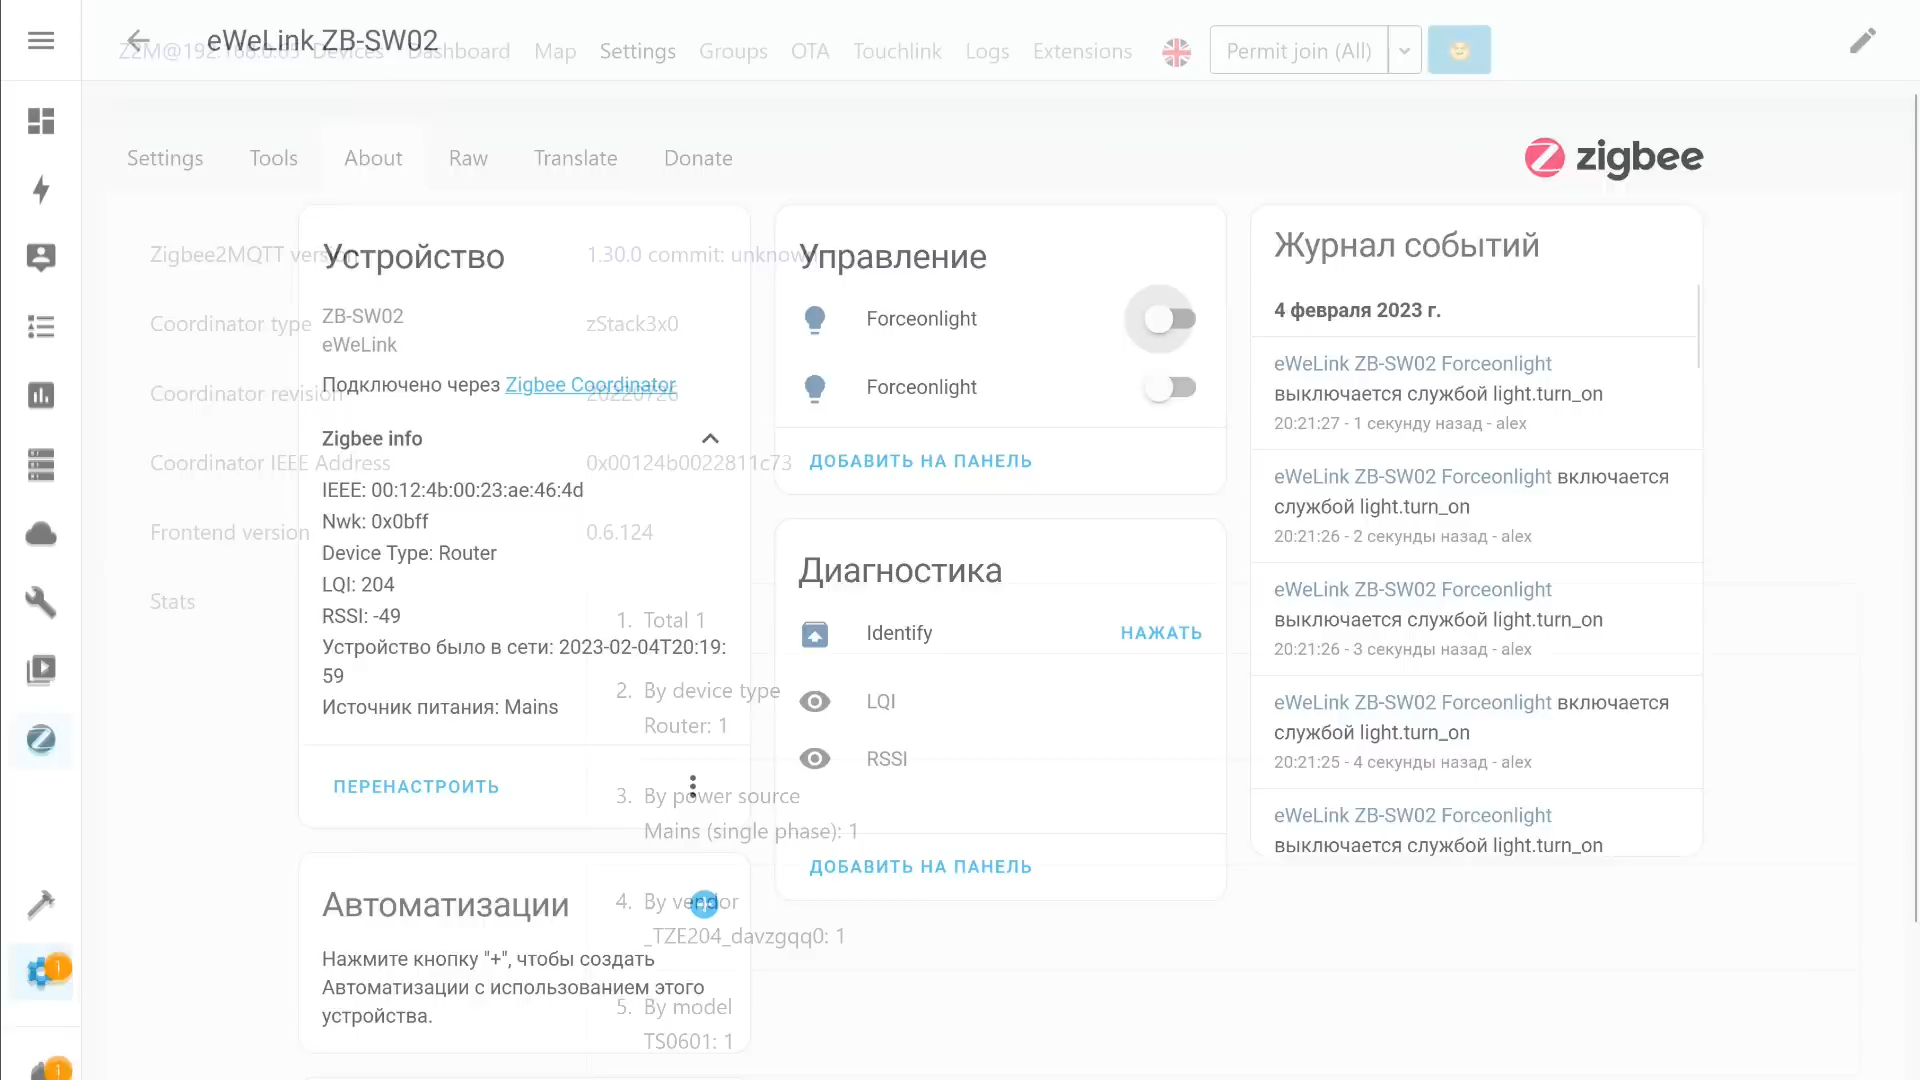 eWeLink ZB-SW02
Devices Dashboard Map Settings Groups OTA Touchlink Logs Extensions Permit join (All)
Settings Tools About Raw Translate Donate
zigbee
Устройство
ZB-SW02
eWeLink
Подключено через Zigbee Coordinator
Zigbee info
IEEE: 00:12:4b:00:23:ae:46:4d
Nwk: 0x0bff
Device Type: Router
LQI: 204
RSSI: -49
Устройство было в сети: 2023-02-04T20:19:
59
Источник питания: Mains
ПЕРЕНАСТРОИТЬ
Автоматизации
Нажмите кнопку "+", чтобы создать
Автоматизации с использованием этого
устройства.
Управление
Forceonlight
Forceonlight
ДОБАВИТЬ НА ПАНЕЛЬ
Диагностика
Identify НАЖАТЬ
LQI
RSSI
ДОБАВИТЬ НА ПАНЕЛЬ
Журнал событий
4 февраля 2023 г.
eWeLink ZB-SW02 Forceonlight
выключается службой light.turn_on
20:21:27 - 1 секунду назад - alex
eWeLink ZB-SW02 Forceonlight включается
службой light.turn_on
20:21:26 - 2 секунды назад - alex
eWeLink ZB-SW02 Forceonlight
выключается службой light.turn_on
20:21:26 - 3 секунды назад - alex
eWeLink ZB-SW02 Forceonlight включается
службой light.turn_on
20:21:25 - 4 секунды назад - alex
eWeLink ZB-SW02 Forceonlight
выключается службой light.turn_on
Zigbee2MQTT 1.30.0 commit: unknown
Coordinator type zStack3x0
Coordinator revision 20220726
Coordinator IEEE Address 0x00124b0022811c73
Frontend version 0.6.124
Stats
1. Total 1
2. By device type
Router: 1
3. By power source
Mains (single phase): 1
4. By vendor
_TZE204_davzgqq0: 1
5. By model
TS0601: 1
1
1